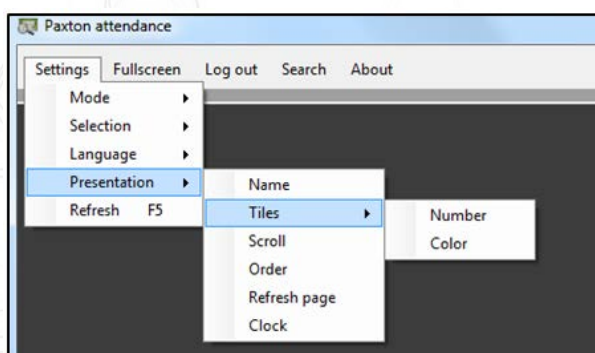 Paxton attendance
Settings Fullscreen Log out Search About
Mode
Selection
Language
Presentation
Refresh F5
Name
Tiles
Scroll
Order
Refresh page
Clock
Number
Color